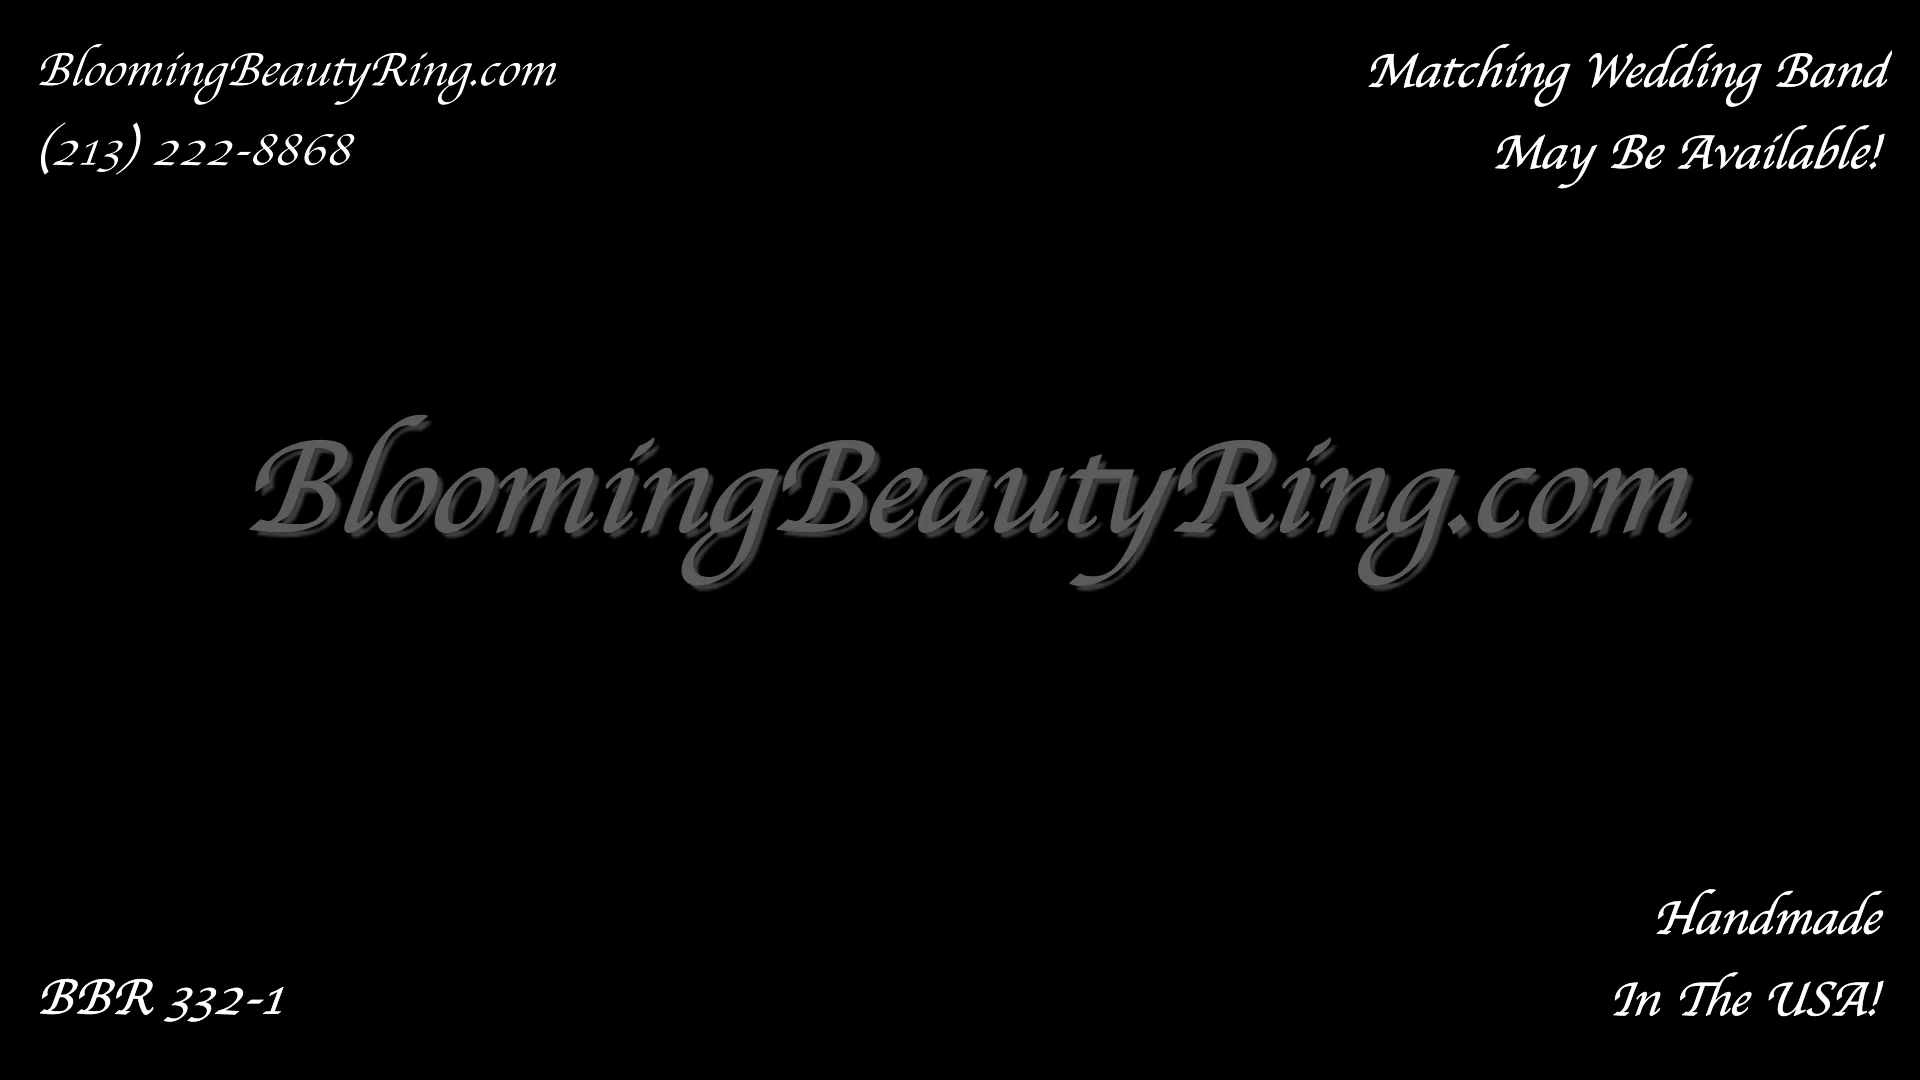 BloomingBeautyRing.com
(213) 222-8868
Matching Wedding Band
May Be Available!
BloomingBeautyRing.com
BBR 332-1
Handmade
In The USA!